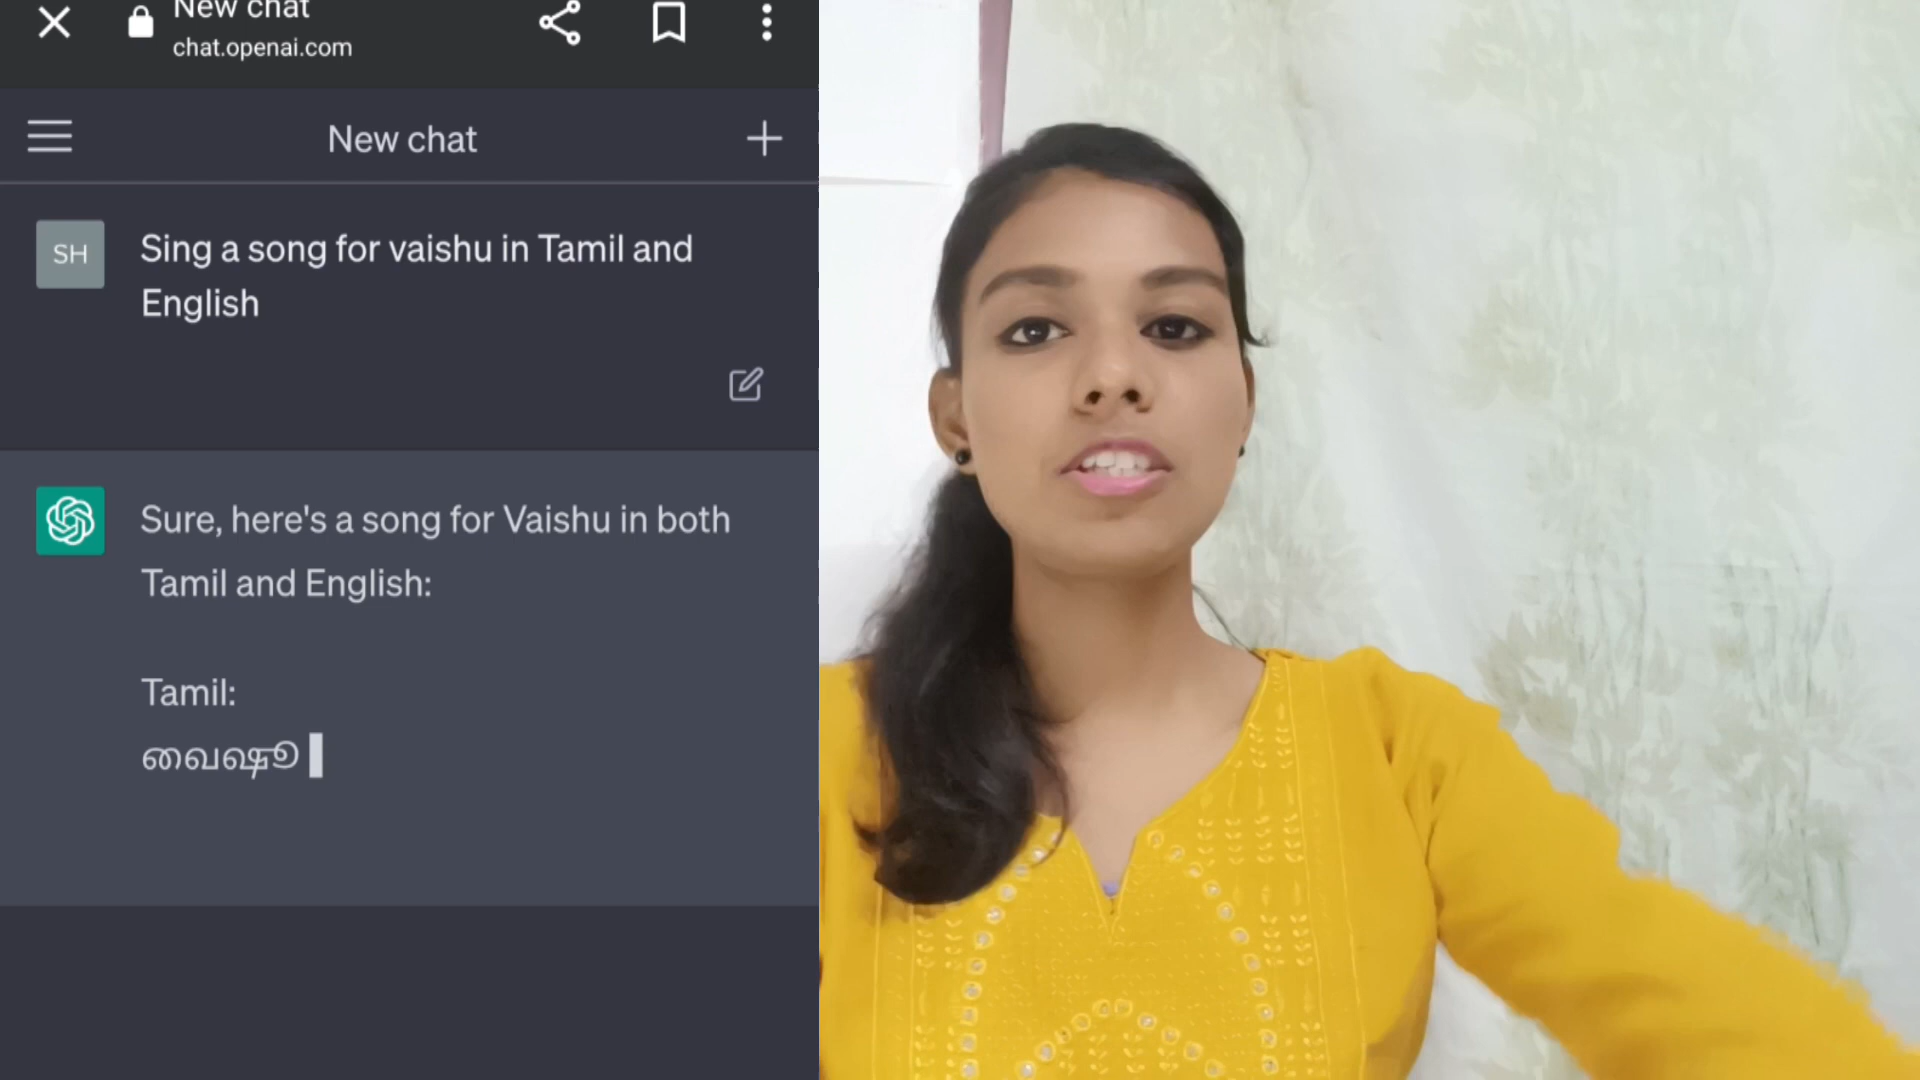 New chat
chat.openai.com
New chat
SH
Sing a song for vaishu in Tamil and
English
Sure, here's a song for Vaishu in both
Tamil and English:
Tamil:
வைஷூ